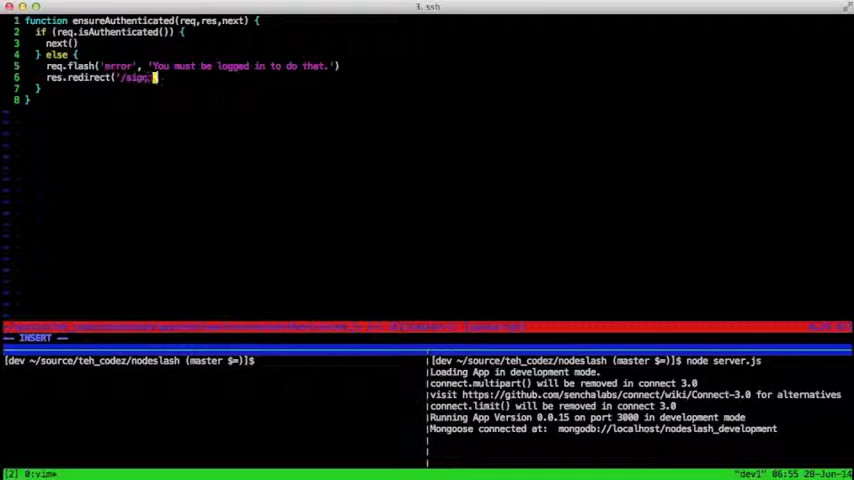 3. ssh
1 function ensureAuthenticated(req,res,next) {
2 if (req.isAuthenticated()) {
3 next()
4 } else {
5 req.flash('error', 'You must be logged in to do that.')
6 res.redirect('/sig
7 }
8 }
-- INSERT --
[dev ~/source/teh_codez/nodeslash (master $=)]$
[dev ~/source/teh_codez/nodeslash (master $=)]$ node server.js
Loading App in development mode.
connect.multipart() will be removed in connect 3.0
visit https://github.com/senchalabs/connect/wiki/Connect-3.0 for alternatives
connect.limit() will be removed in connect 3.0
Running App Version 0.0.15 on port 3000 in development mode
Mongoose connected at: mongodb://localhost/nodeslash_development
[2] 0:vim* "dev1" 06:55 28-Jun-14